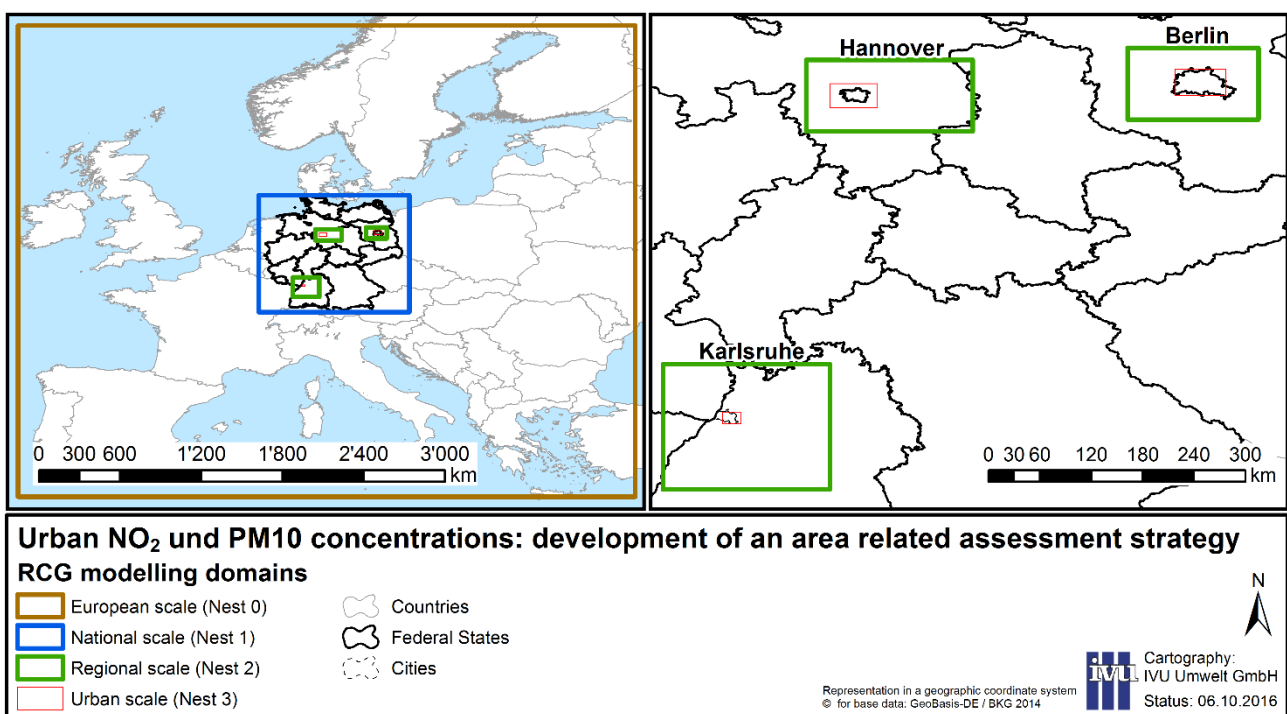 Hannover
Berlin
Karlsruhe
0 300 600 1'200 1'800 2'400 3'000
km
0 30 60 120 180 240 300
km
Urban NO₂ und PM10 concentrations: development of an area related assessment strategy
RCG modelling domains
European scale (Nest 0)
National scale (Nest 1)
Regional scale (Nest 2)
Urban scale (Nest 3)
Countries
Federal States
Cities
N
Representation in a geographic coordinate system
© for base data: GeoBasis-DE / BKG 2014
ivu
Cartography:
IVU Umwelt GmbH
Status: 06.10.2016